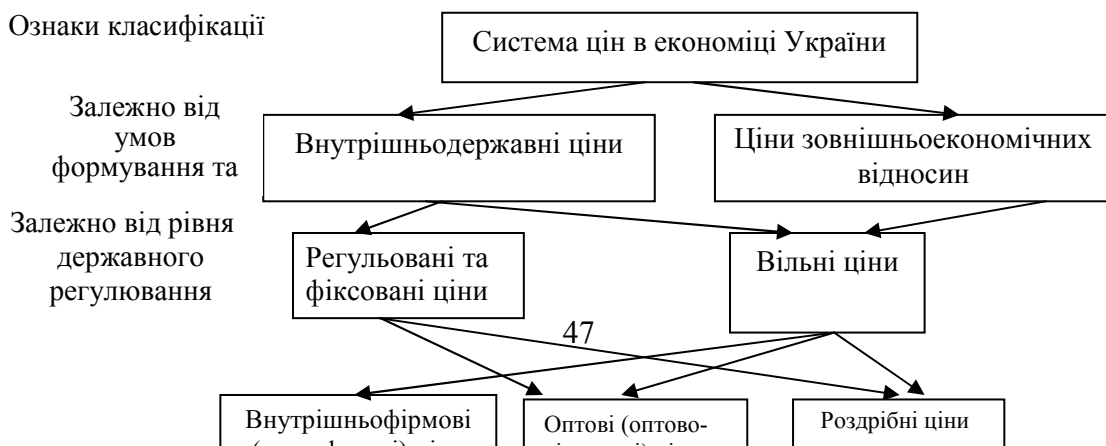 Ознаки класифікації
Система цін в економіці України
Залежно від
умов
формування та
Внутрішньодержавні ціни
Ціни зовнішньоекономічних
відносин
Залежно від рівня
державного
регулювання
Регульовані та
фіксовані ціни
Вільні ціни
47
Внутрішньофірмові
Оптові (оптово-
Роздрібні ціни